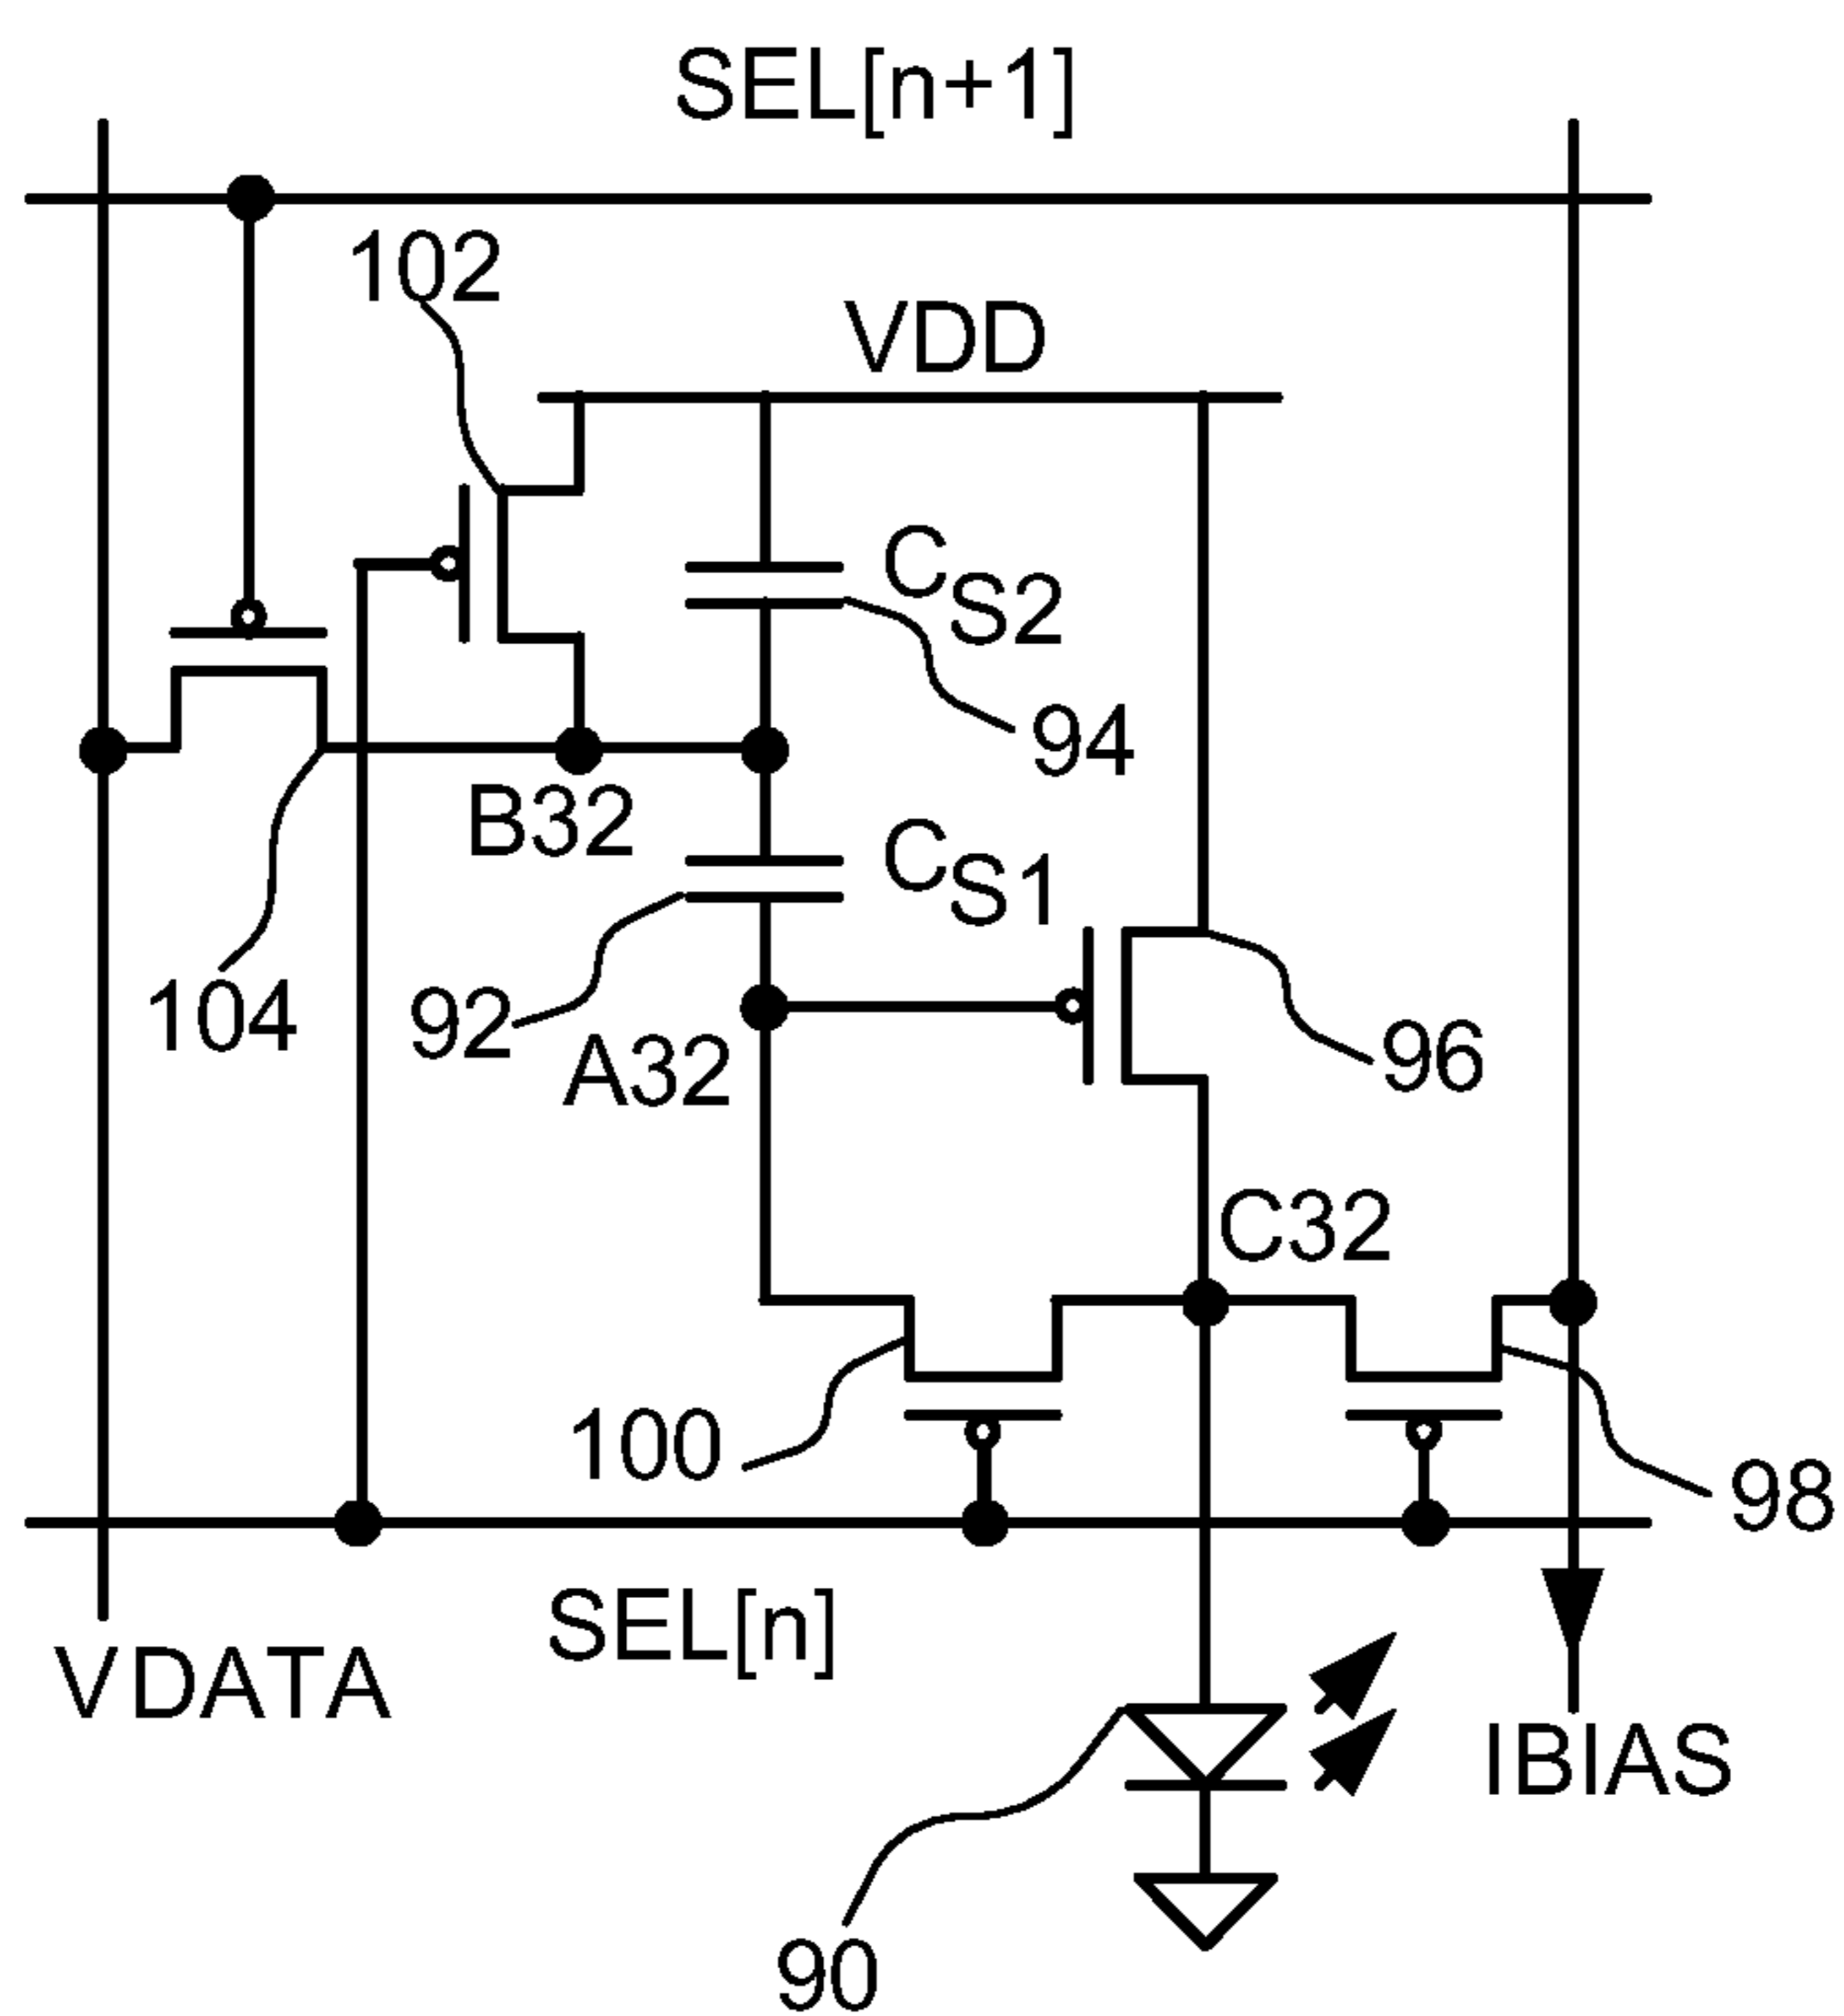 SEL[n+1]
102
VDD
CS2
94
B32
CS1
104
92
A32
96
C32
100
98
SEL[n]
VDATA
IBIAS
90